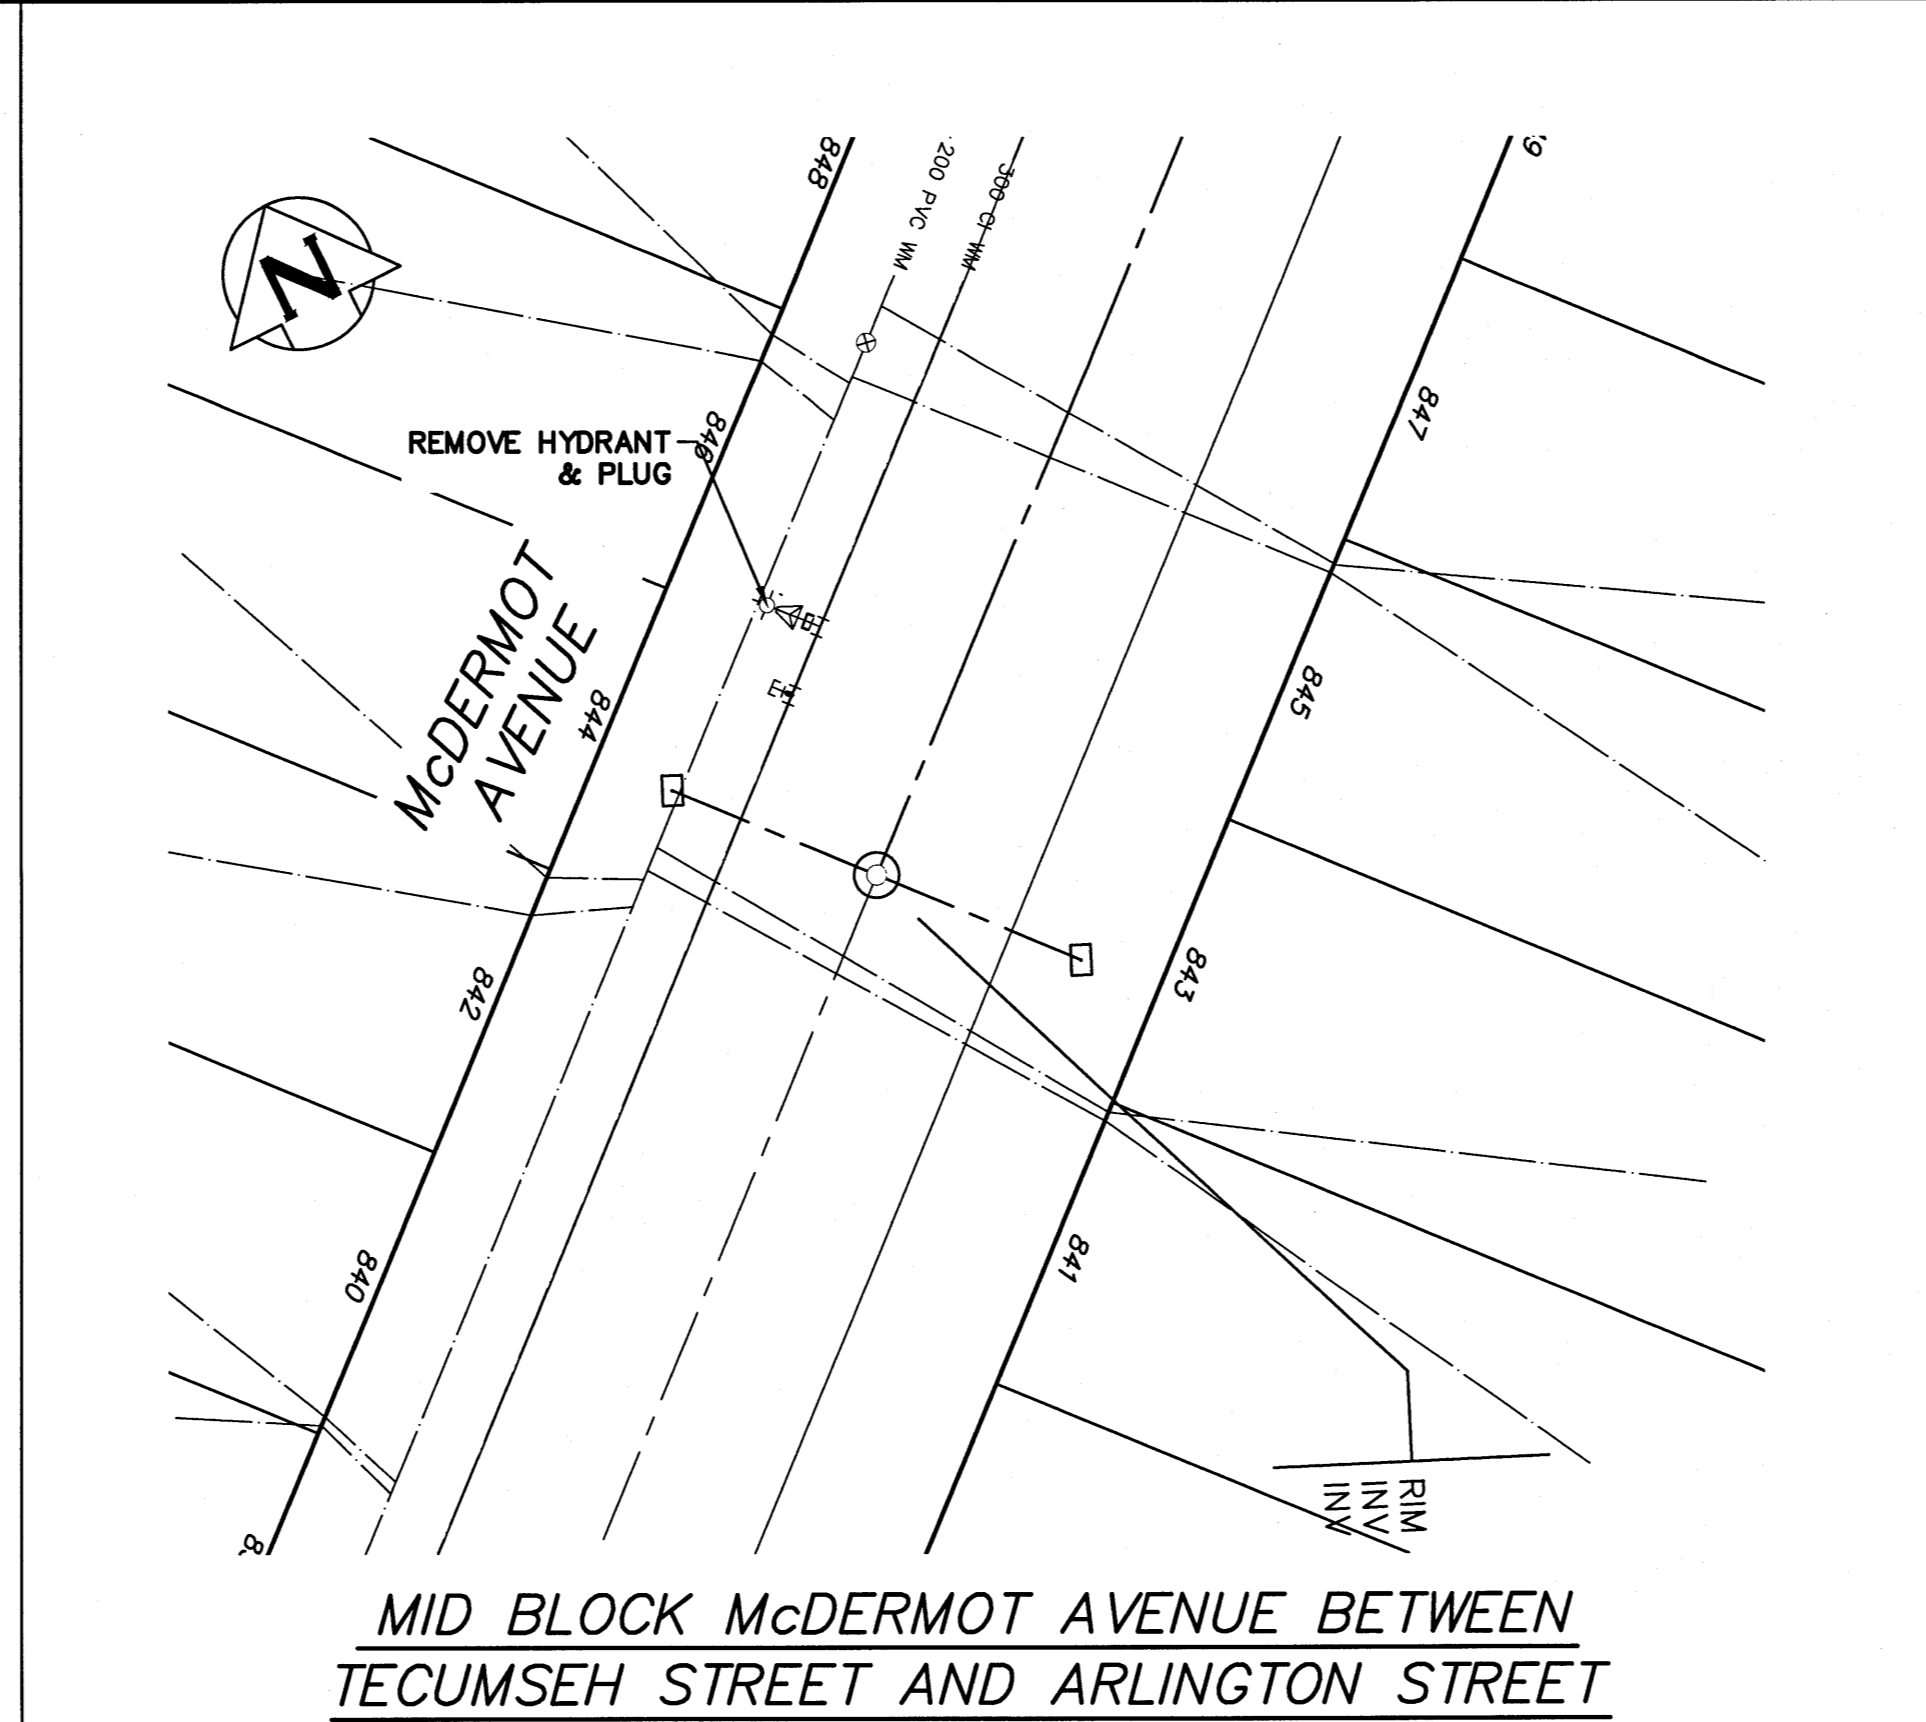 848
200 PVC WM
300 CI WM
N
847
REMOVE HYDRANT
& PLUG
846
McDERMOT
AVENUE
845
844
843
842
841
840
RIM
INV
INV
MID BLOCK McDERMOT AVENUE BETWEEN
TECUMSEH STREET AND ARLINGTON STREET